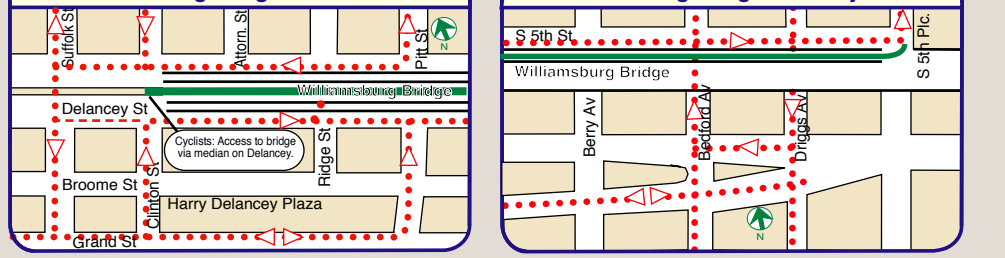 Suffolk St
Attorn. St
Pitt St
N
Williamsburg Bridge
Delancey St
Cyclists: Access to bridge
via median on Delancey.
Ridge St
Broome St
Clinton St
Harry Delancey Plaza
Grand St
S 5th St
S 5th Plc.
Williamsburg Bridge
Berry Av
Bedford Av
Driggs Av
N